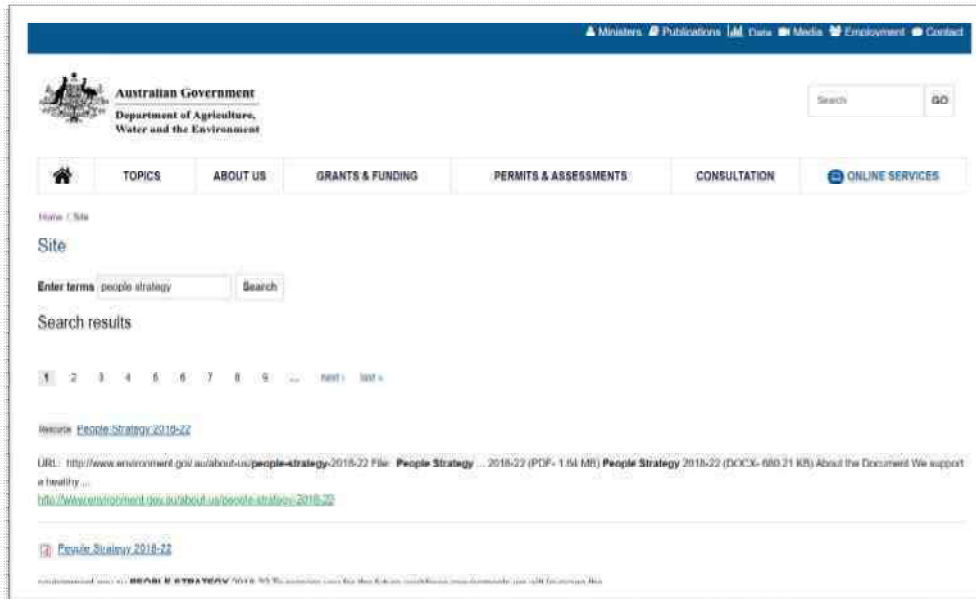 Ministers Publications Data Media Employment Contact
Australian Government
Department of Agriculture,
Water and the Environment
Search GO
TOPICS ABOUT US GRANTS & FUNDING PERMITS & ASSESSMENTS CONSULTATION ONLINE SERVICES
Home / Site
Site
Enter terms people strategy Search
Search results
1 2 3 4 5 6 7 8 9 ... next › last »
Resource People Strategy 2018-22
URL: http://www.environment.gov.au/about-us/people-strategy-2018-22 File: People Strategy ... 2018-22 (PDF- 1.64 MB) People Strategy 2018-22 (DOCX- 680.21 KB) About the Document We support
a healthy ...
http://www.environment.gov.au/about-us/people-strategy-2018-22
People Strategy 2018-22
PEOPLE STRATEGY 2018-22